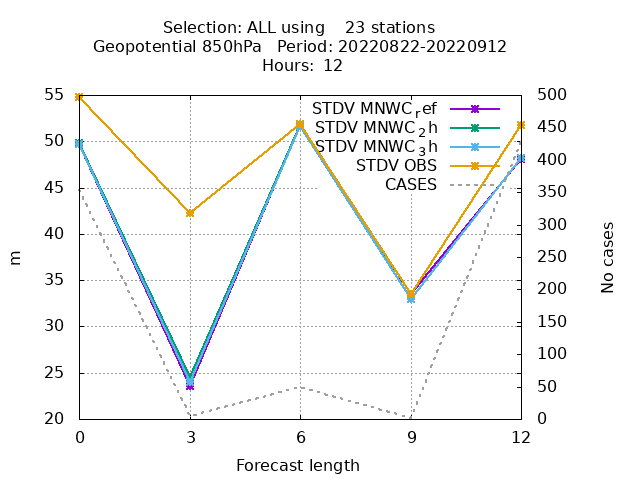 Selection: ALL using    23 stations
Geopotential 850hPa   Period: 20220822-20220912
Hours:  12
55 500
STDV MNWC_ref
450
STDV MNWC_2h
50 400
STDV MNWC_3h
STDV OBS
45 350
CASES
40 300
35 250
30 200
25 150
20 100
50
0
m
No cases
0 3 6 9 12
Forecast length